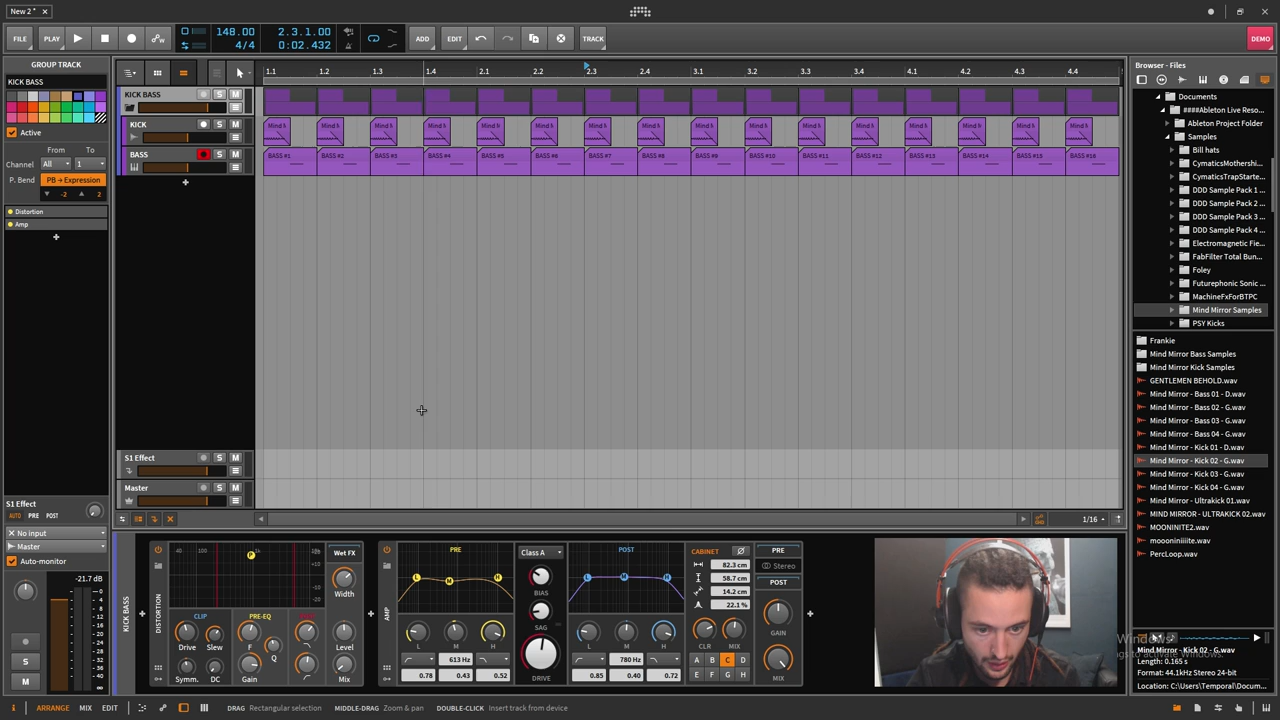 New 2 *
×
FILE
PLAY
148.00
4/4
2.3.1.00
0:02.432
ADD
EDIT
TRACK
DEMO
GROUP TRACK
KICK BASS
Active
From To
Channel All 1
P. Bend PB → Expression
-2 2
Distortion
Amp
+
KICK BASS S M
KICK S M
BASS S M
+
1.1 1.2 1.3 1.4 2.1 2.2 2.3 2.4 3.1 3.2 3.3 3.4 4.1 4.2 4.3 4.4
BASS #1 BASS #2 BASS #3 BASS #4 BASS #5 BASS #6 BASS #7 BASS #8 BASS #9 BASS #10 BASS #11 BASS #12 BASS #13 BASS #14 BASS #15 BASS #16
S1 Effect S M
Master S M
1/16
Browser - Files
Documents
####Ableton Live Reso...
Ableton Project Folder
Samples
Bill hats
CymaticsMothershi...
CymaticsTrapStarte...
DDD Sample Pack 1 ...
DDD Sample Pack 2 ...
DDD Sample Pack 3 ...
DDD Sample Pack 4 ...
Electromagnetic Fie...
FabFilter Total Bun...
Foley
Futurephonic Sonic ...
MachineFxForBTPC
Mind Mirror Samples
PSY Kicks
Frankie
Mind Mirror Bass Samples
Mind Mirror Kick Samples
GENTLEMEN BEHOLD.wav
Mind Mirror - Bass 01 - D.wav
Mind Mirror - Bass 02 - G.wav
Mind Mirror - Bass 03 - G.wav
Mind Mirror - Bass 04 - G.wav
Mind Mirror - Kick 01 - D.wav
Mind Mirror - Kick 02 - G.wav
Mind Mirror - Kick 03 - G.wav
Mind Mirror - Kick 04 - G.wav
Mind Mirror - Ultrakick 01.wav
MIND MIRROR - ULTRAKICK 02.wav
MOONINITE2.wav
moooniniiiite.wav
PercLoop.wav
Mind Mirror - Kick 02 - G.wav
Length: 0.165 s
Format: 44.1kHz Stereo 24-bit
Location: C:\Users\Temporal\Docum...
S1 Effect
AUTO PRE POST
No input
Master
Auto-monitor
-21.7 dB
S
M
KICK BASS
DISTORTION
40 100 1k
Wet FX
Width
CLIP
Drive Slew
Symm. DC
PRE-EQ
F
Q
Gain
Level
Mix
AMP
PRE
L M H
L M H
613 Hz
0.78 0.43 0.72
Class A
BIAS
SAG
DRIVE
POST
L M H
L M H
780 Hz
0.85 0.40 0.72
CABINET
82.3 cm
58.7 cm
14.2 cm
22.1 %
CLR MIX
A B C D
E F G H
PRE
Stereo
POST
GAIN
MIX
ARRANGE MIX EDIT
DRAG Rectangular selection
MIDDLE-DRAG Zoom & pan
DOUBLE-CLICK Insert track from device